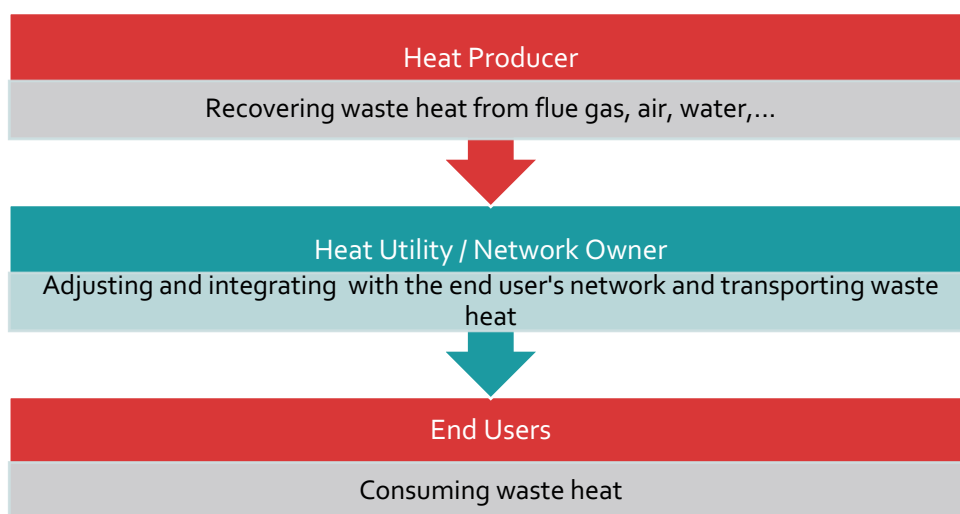 Heat Producer
Recovering waste heat from flue gas, air, water,...
Heat Utility / Network Owner
Adjusting and integrating  with the end user's network and transporting waste
heat
End Users
Consuming waste heat